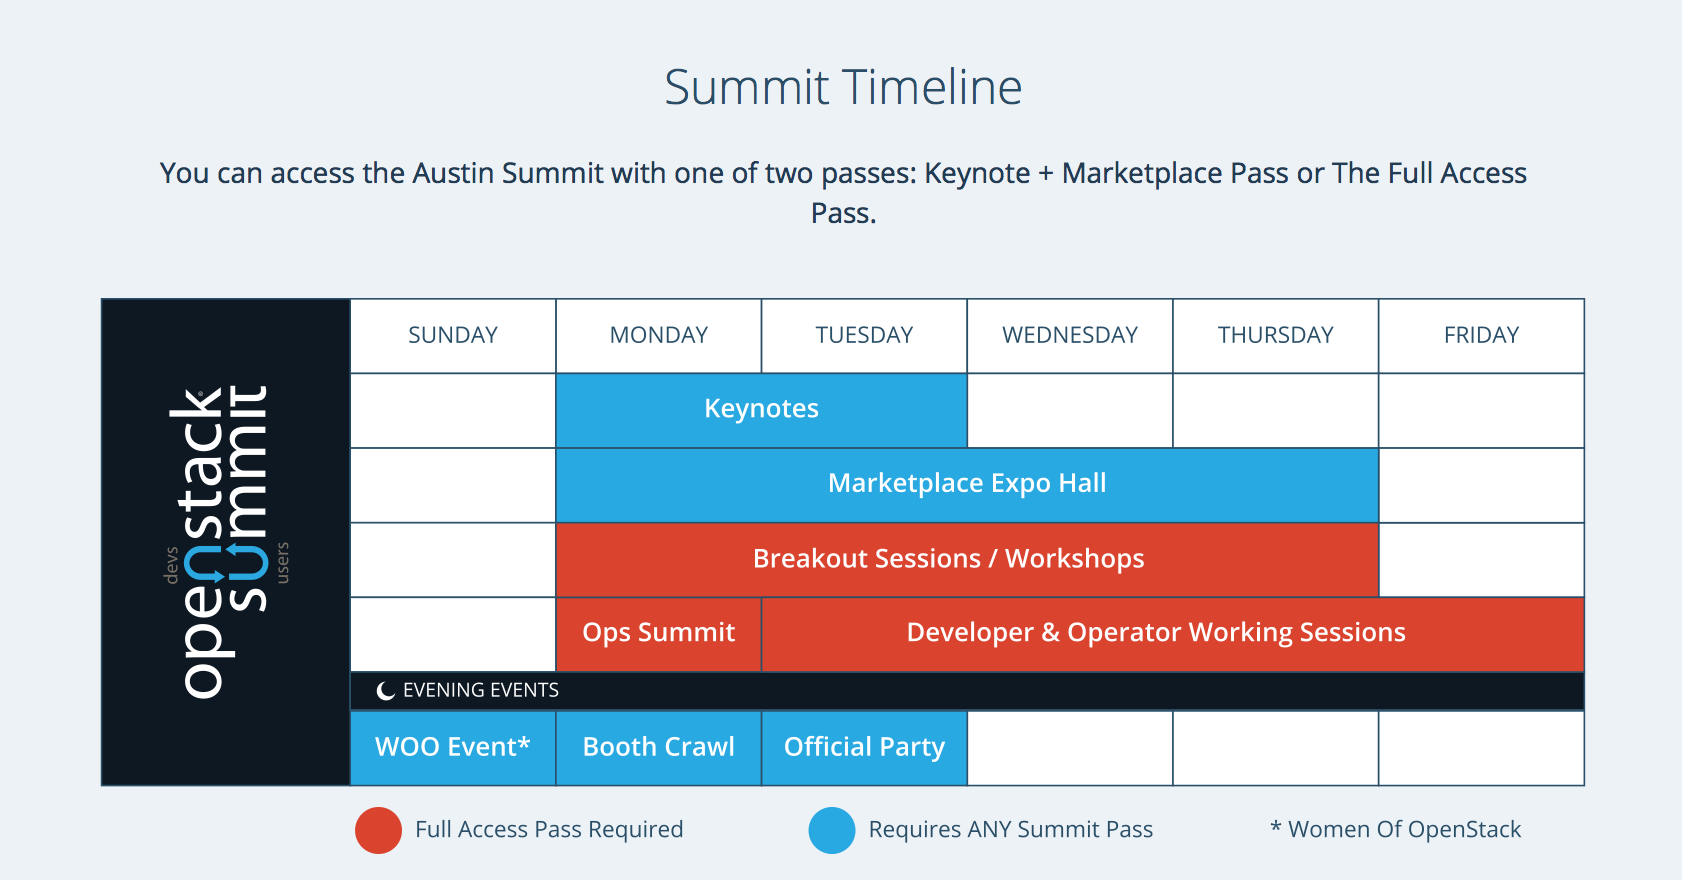 Summit Timeline
You can access the Austin Summit with one of two passes: Keynote + Marketplace Pass or The Full Access
Pass.
openstack®
summit
devs
users
SUNDAY MONDAY TUESDAY WEDNESDAY THURSDAY FRIDAY
Keynotes
Marketplace Expo Hall
Breakout Sessions / Workshops
Ops Summit Developer & Operator Working Sessions
EVENING EVENTS
WOO Event* Booth Crawl Official Party
Full Access Pass Required Requires ANY Summit Pass * Women Of OpenStack